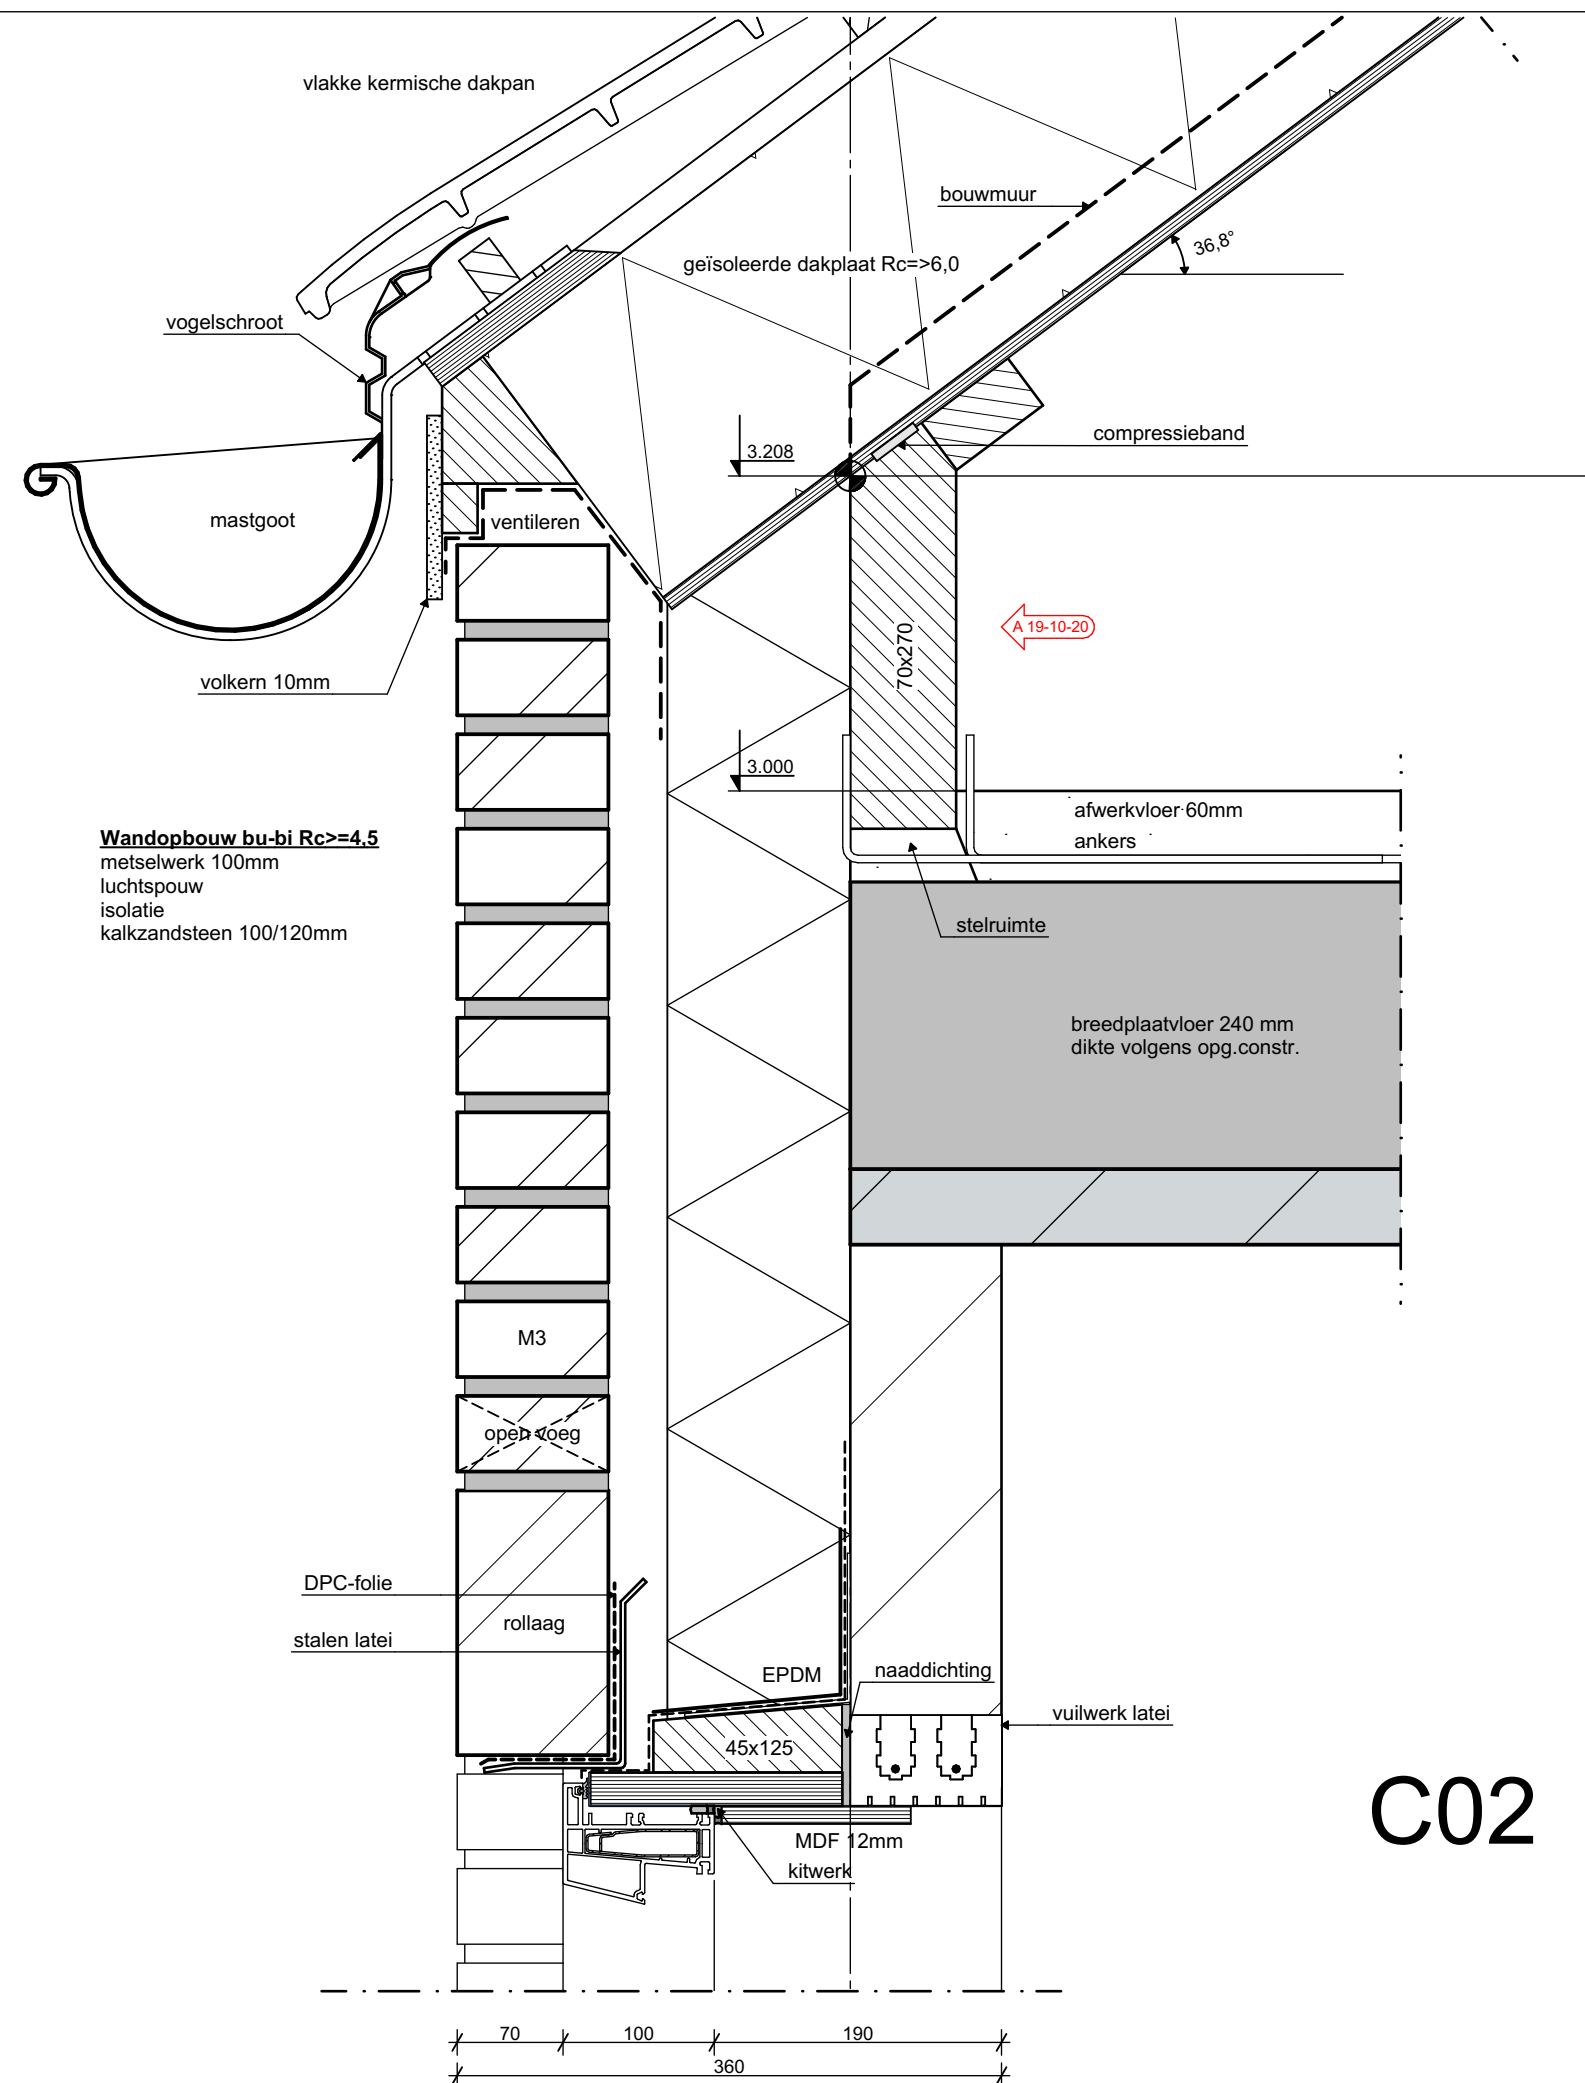 vlakke kermische dakpan
bouwmuur
36,8°
geïsoleerde dakplaat Rc=>6,0
vogelschroot
compressieband
3.208
mastgoot
ventileren
A 19-10-20
70x270
volkern 10mm
3.000
afwerkvloer 60mm
ankers
Wandopbouw bu-bi Rc>=4,5
metselwerk 100mm
luchtspouw
isolatie
kalkzandsteen 100/120mm
stelruimte
breedplaatvloer 240 mm
dikte volgens opg.constr.
M3
open voeg
DPC-folie
rollaag
stalen latei
EPDM
naaddichting
vuilwerk latei
45x125
C02
MDF 12mm
kitwerk
70
100
190
360